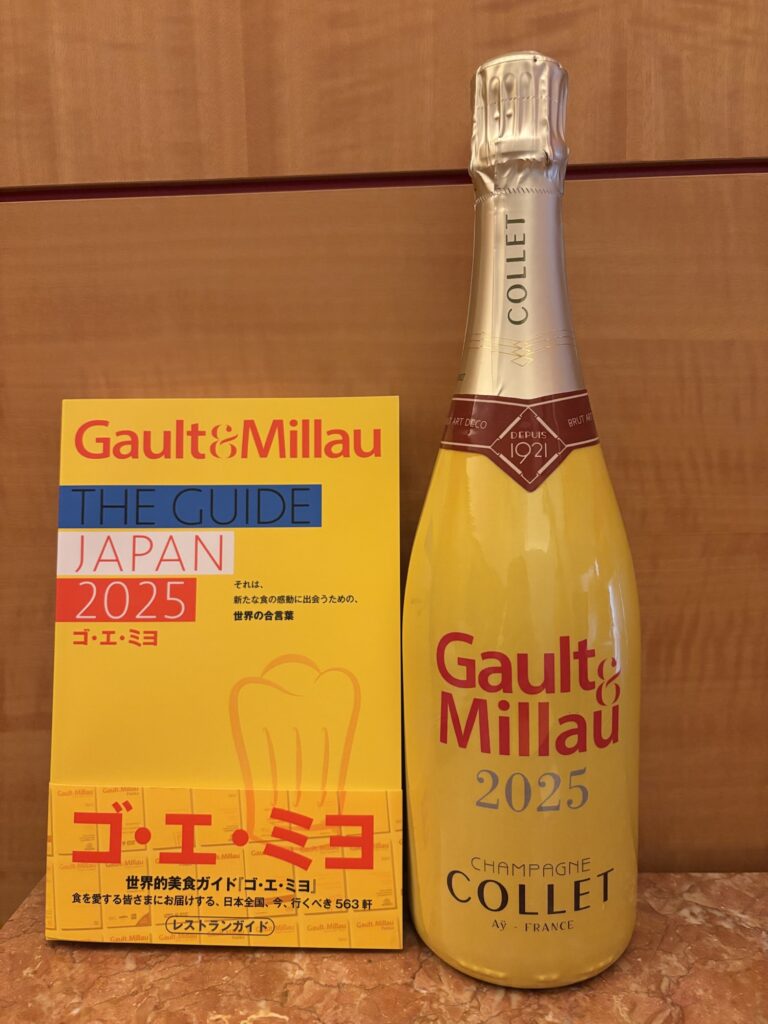 Gault&Millau
THE GUIDE
JAPAN
2025
ゴ・エ・ミヨ
それは、
新たな食の感動に出会うための、
世界の合言葉
ゴ・エ・ミヨ
世界的美食ガイド『ゴ・エ・ミヨ』
食を愛する皆さまにお届けする、日本全国、今、行くべき563軒
レストランガイド
COLLET
BRUT ART
ART DECO
DEPUIS
1921
Gault&
Millau
2025
CHAMPAGNE
COLLET
AŸ - FRANCE